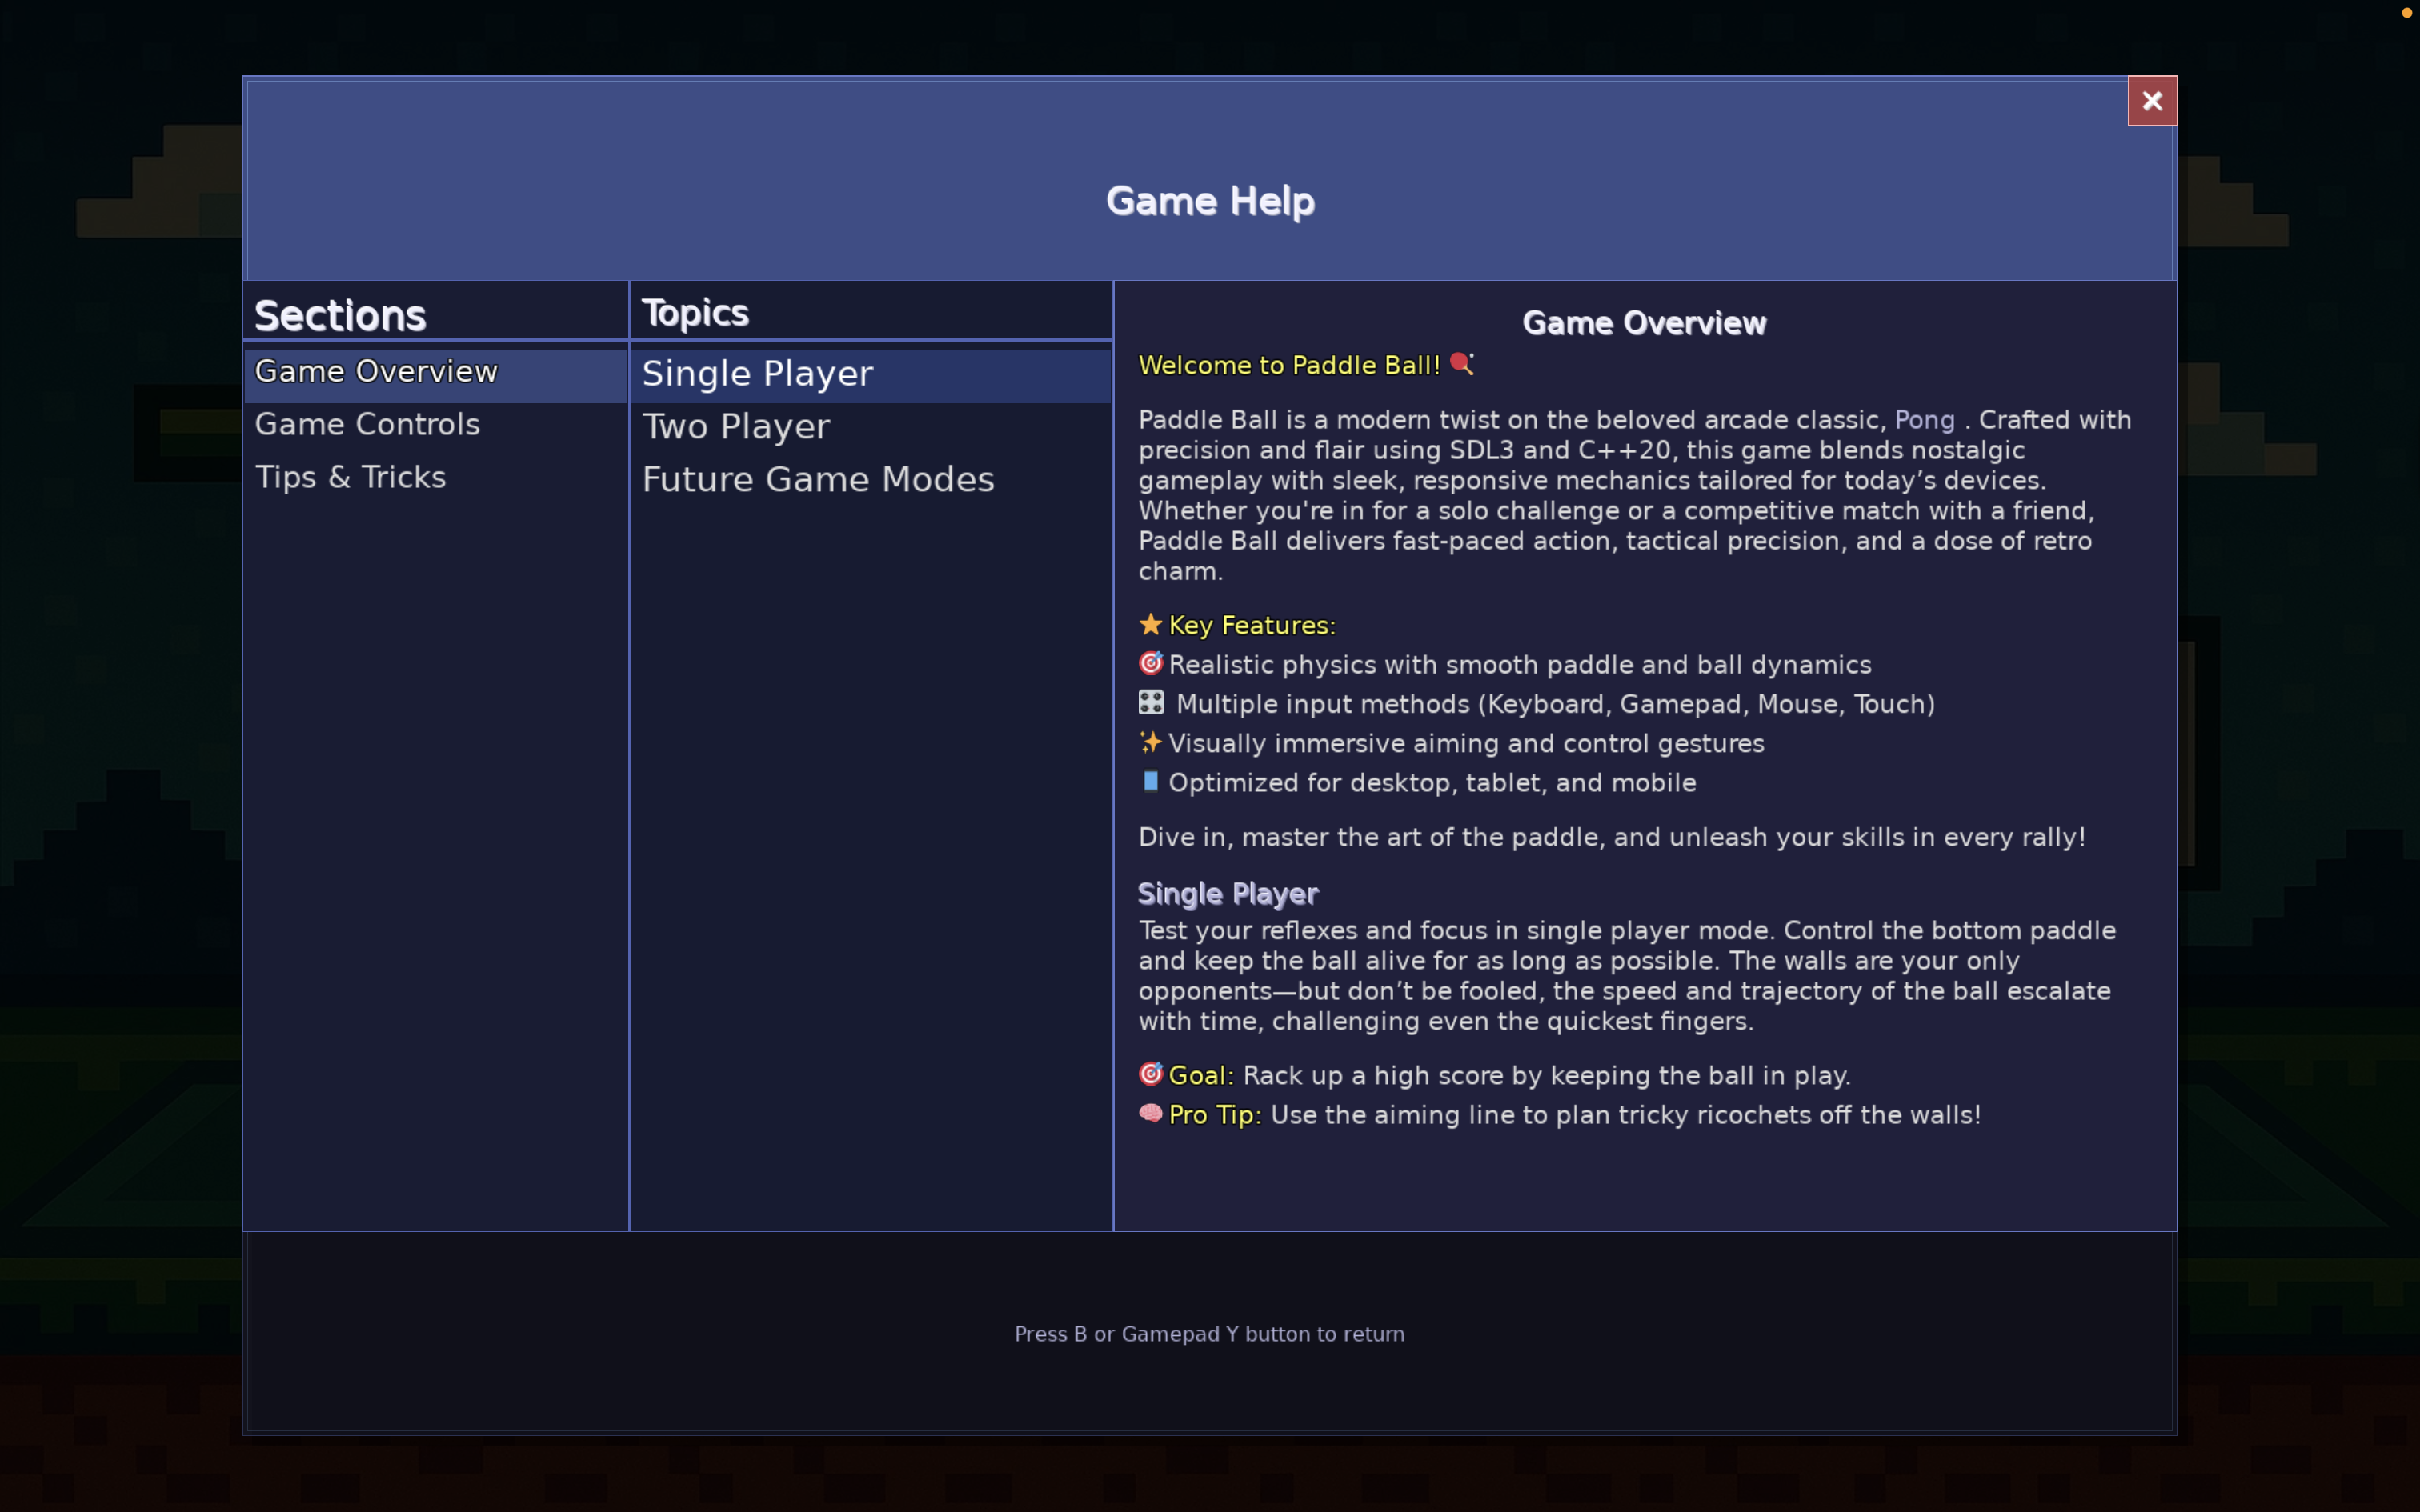 Game Help
Sections
Game Overview
Game Controls
Tips & Tricks
Topics
Single Player
Two Player
Future Game Modes
Game Overview
Welcome to Paddle Ball!
Paddle Ball is a modern twist on the beloved arcade classic, Pong . Crafted with
precision and flair using SDL3 and C++20, this game blends nostalgic
gameplay with sleek, responsive mechanics tailored for today’s devices.
Whether you're in for a solo challenge or a competitive match with a friend,
Paddle Ball delivers fast-paced action, tactical precision, and a dose of retro
charm.
Key Features:
Realistic physics with smooth paddle and ball dynamics
Multiple input methods (Keyboard, Gamepad, Mouse, Touch)
Visually immersive aiming and control gestures
Optimized for desktop, tablet, and mobile
Dive in, master the art of the paddle, and unleash your skills in every rally!
Single Player
Test your reflexes and focus in single player mode. Control the bottom paddle
and keep the ball alive for as long as possible. The walls are your only
opponents—but don’t be fooled, the speed and trajectory of the ball escalate
with time, challenging even the quickest fingers.
Goal: Rack up a high score by keeping the ball in play.
Pro Tip: Use the aiming line to plan tricky ricochets off the walls!
Press B or Gamepad Y button to return